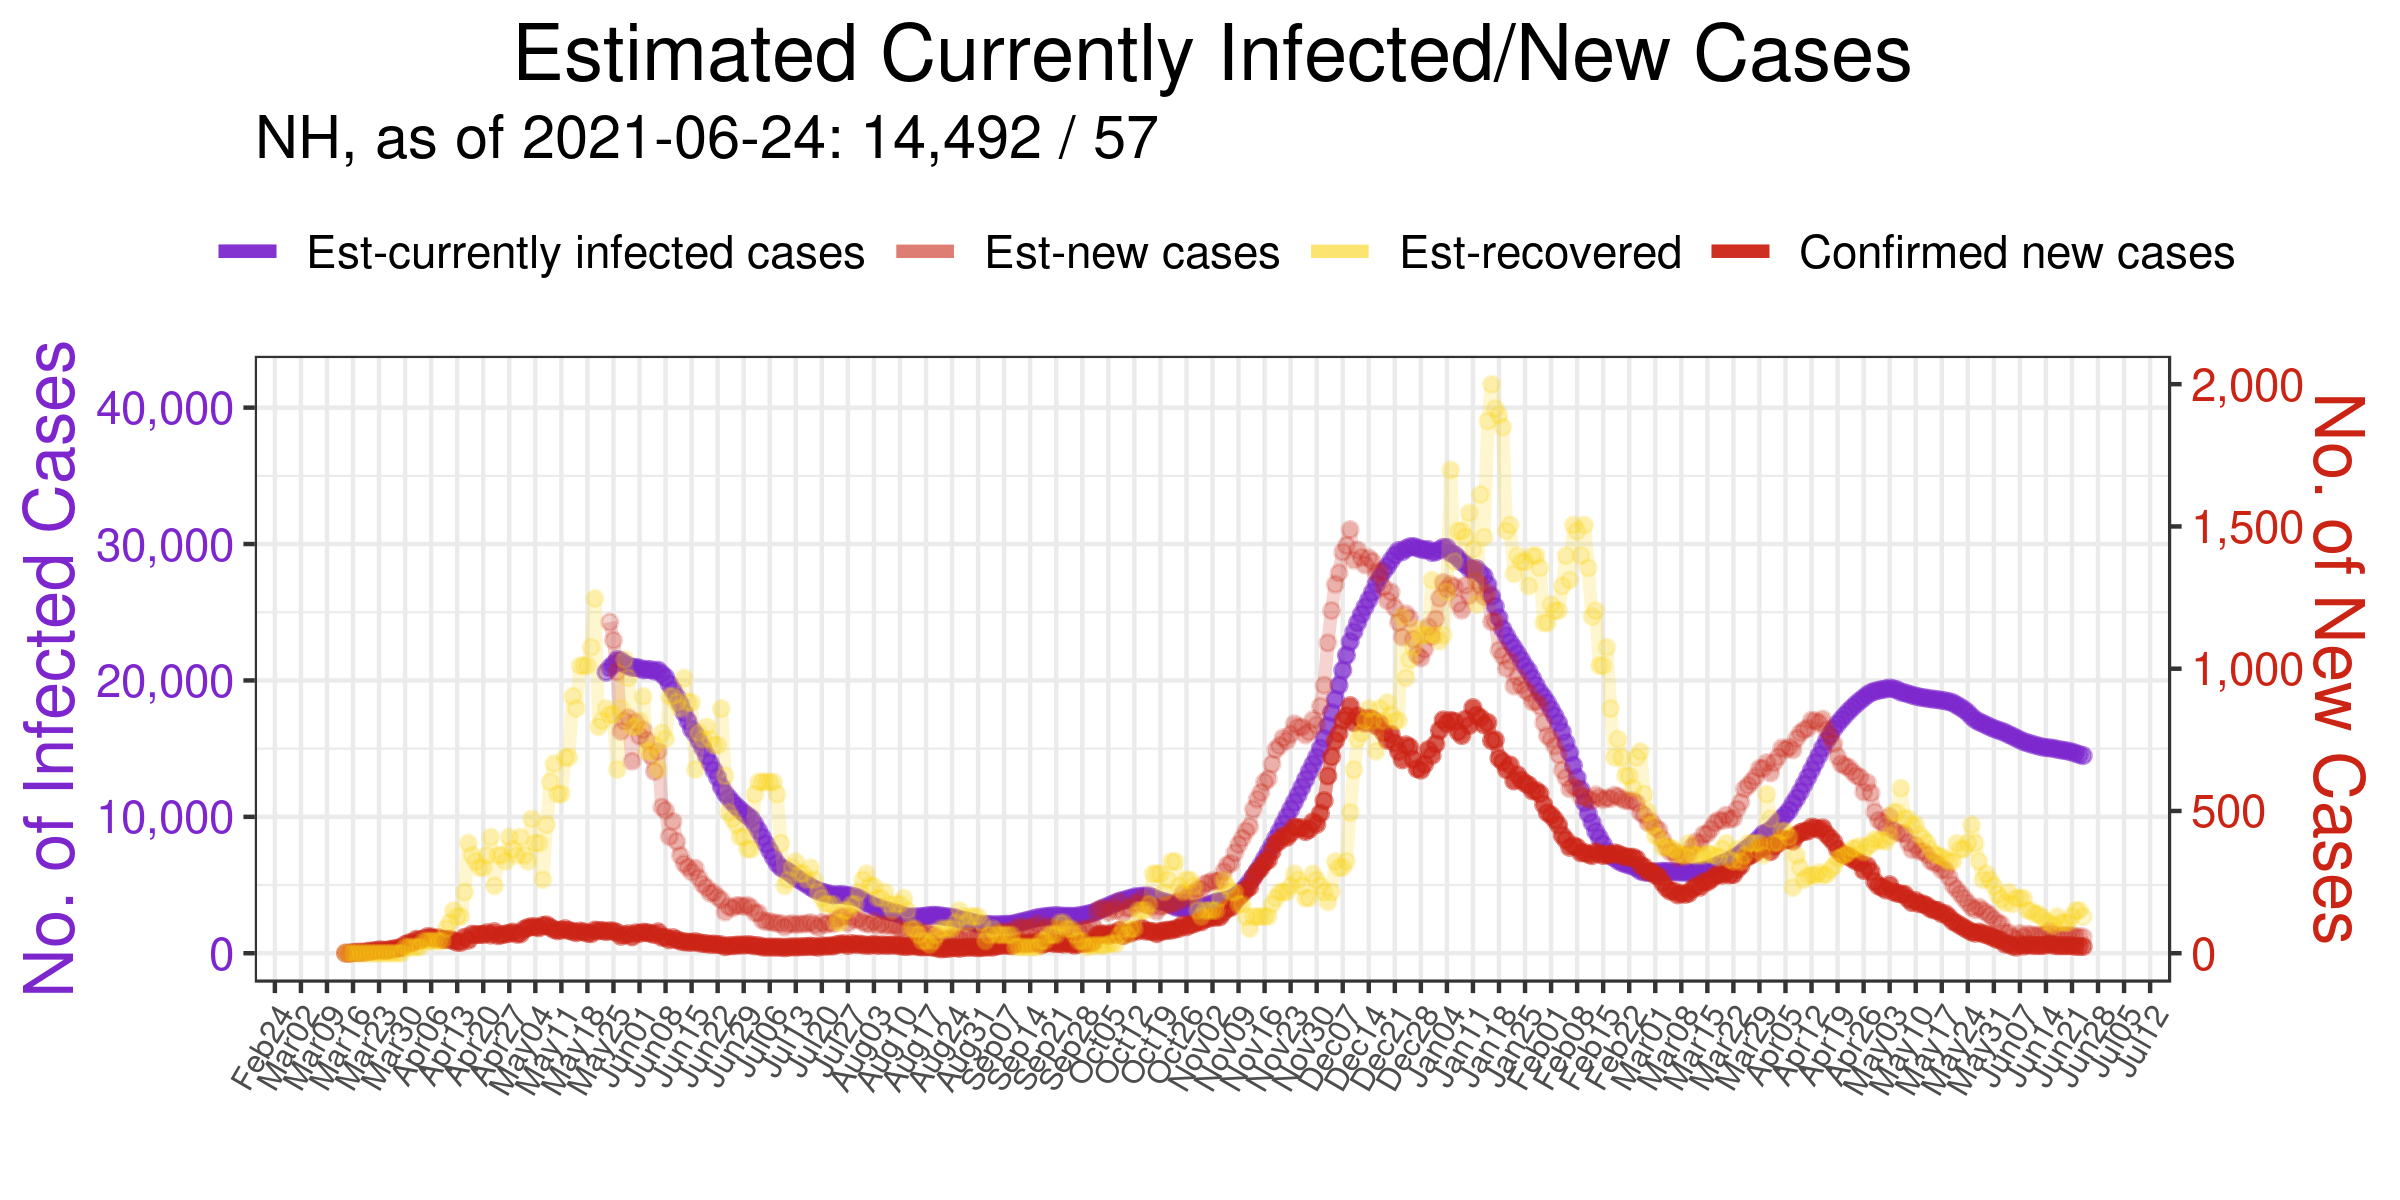 Estimated Currently Infected/New Cases
NH, as of 2021-06-24: 14,492 / 57
Est-currently infected cases Est-new cases Est-recovered Confirmed new cases
No. of Infected Cases
40,000
30,000
20,000
10,000
0
2,000
1,500
1,000
500
0
No. of New Cases
Feb24 Mar02 Mar09 Mar16 Mar23 Mar30 Apr06 Apr13 Apr20 Apr27 May04 May11 May18 May25 Jun01 Jun08 Jun15 Jun22 Jun29 Jul06 Jul13 Jul20 Jul27 Aug03 Aug10 Aug17 Aug24 Aug31 Sep07 Sep14 Sep21 Sep28 Oct05 Oct12 Oct19 Oct26 Nov02 Nov09 Nov16 Nov23 Nov30 Dec07 Dec14 Dec21 Dec28 Jan04 Jan11 Jan18 Jan25 Feb01 Feb08 Feb15 Feb22 Mar01 Mar08 Mar15 Mar22 Mar29 Apr05 Apr12 Apr19 Apr26 May03 May10 May17 May24 May31 Jun07 Jun14 Jun21 Jun28 Jul05 Jul12